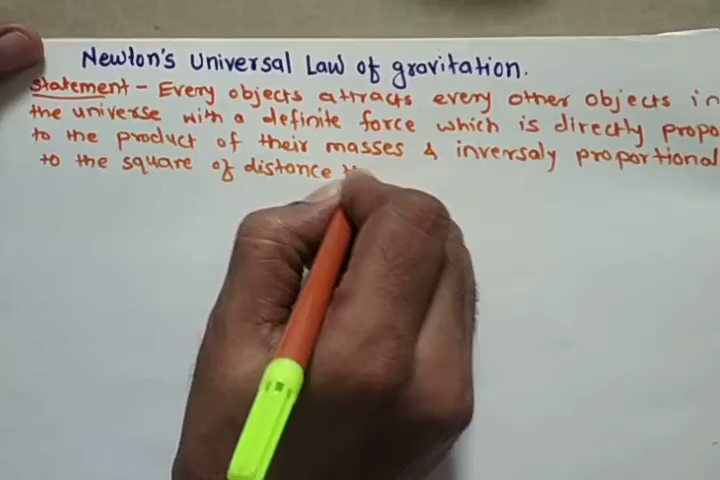 Newton's Universal Law of gravitation.
Statement - Every objects attracts every other objects in
the universe with a definite force which is directly propo
to the product of their masses & inversaly proportional
to the square of distance